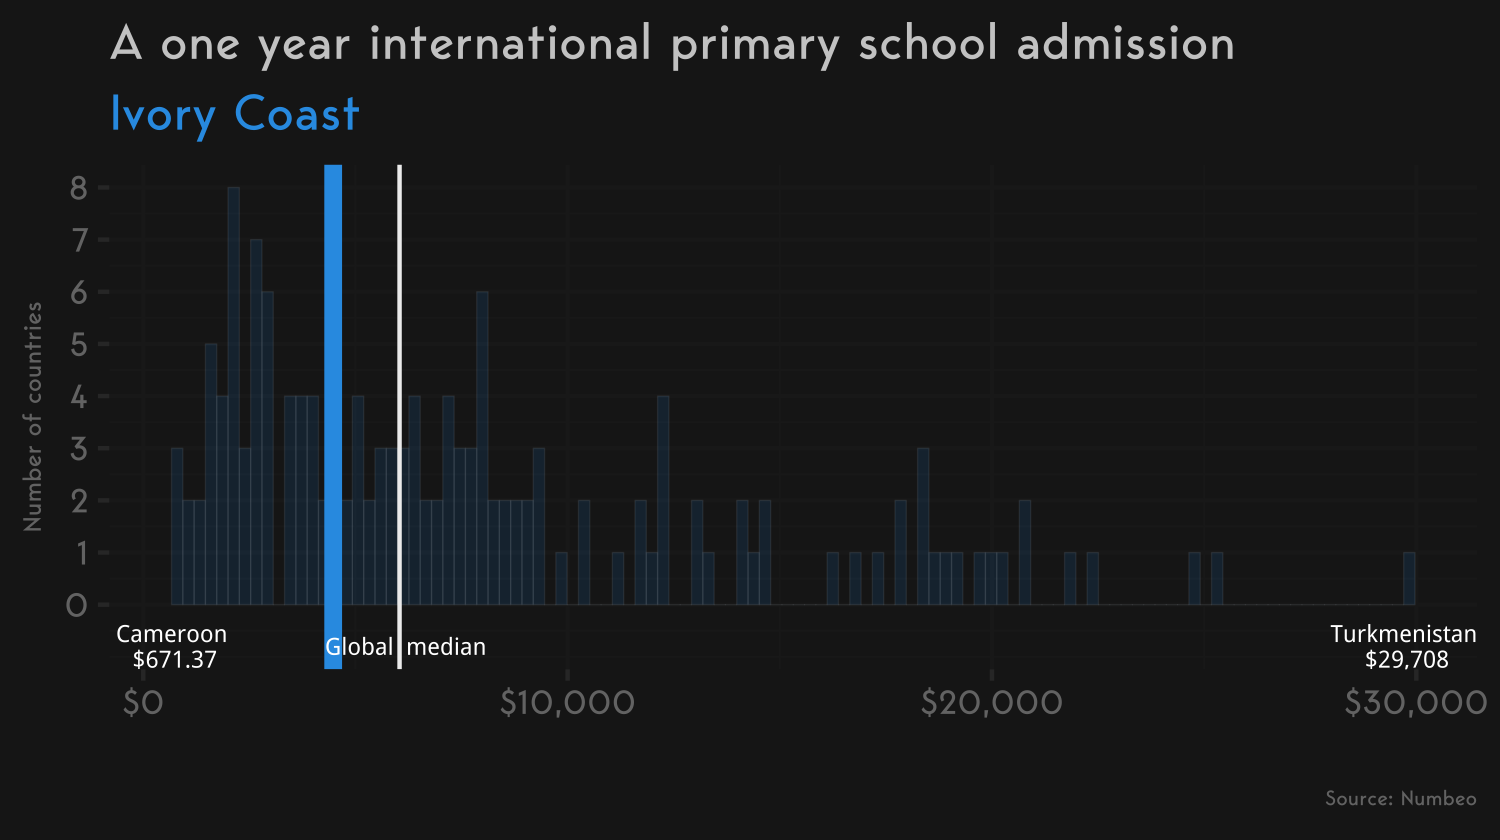 A one year international primary school admission
Ivory Coast
Number of countries
8
7
6
5
4
3
2
1
0
Cameroon
$671.37
Global median
Turkmenistan
$29,708
$0 $10,000 $20,000 $30,000
Source: Numbeo